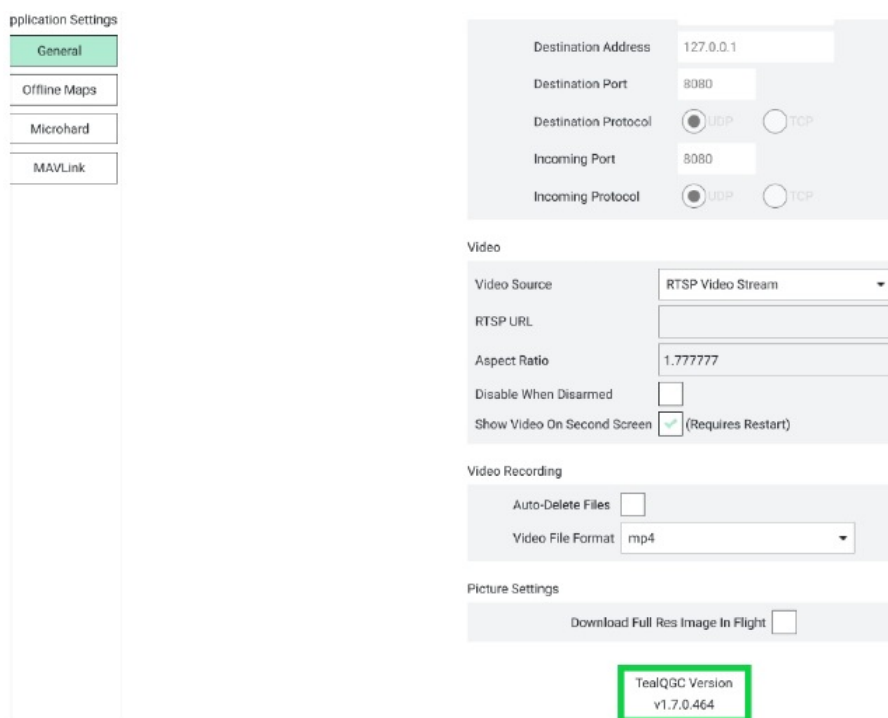 pplication Settings
General
Offline Maps
Microhard
MAVLink
Destination Address 127.0.0.1
Destination Port 8080
Destination Protocol UDP TCP
Incoming Port 8080
Incoming Protocol UDP TCP
Video
Video Source RTSP Video Stream
RTSP URL
Aspect Ratio 1.777777
Disable When Disarmed
Show Video On Second Screen (Requires Restart)
Video Recording
Auto-Delete Files
Video File Format mp4
Picture Settings
Download Full Res Image In Flight
TealQGC Version
v1.7.0.464